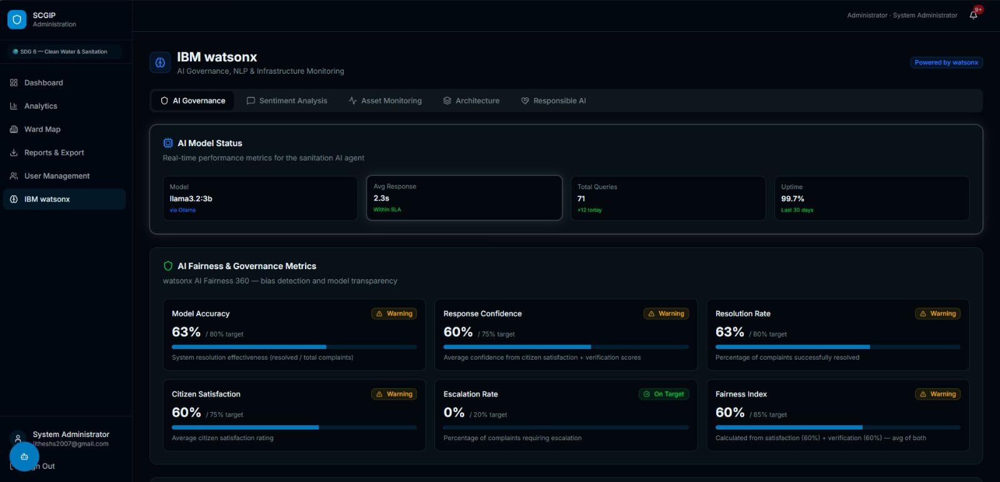 SCGIP
Administration
SDG 6 — Clean Water & Sanitation
Dashboard
Analytics
Ward Map
Reports & Export
User Management
IBM watsonx
System Administrator
litheshs2007@gmail.com
Out
Administrator · System Administrator
9+
IBM watsonx
AI Governance, NLP & Infrastructure Monitoring
Powered by watsonx
AI Governance
Sentiment Analysis
Asset Monitoring
Architecture
Responsible AI
AI Model Status
Real-time performance metrics for the sanitation AI agent
Model
llama3.2:3b
via Ollama
Avg Response
2.3s
Within SLA
Total Queries
71
+12 today
Uptime
99.7%
Last 30 days
AI Fairness & Governance Metrics
watsonx AI Fairness 360 — bias detection and model transparency
Model Accuracy
Warning
63% / 80% target
System resolution effectiveness (resolved / total complaints)
Response Confidence
Warning
60% / 75% target
Average confidence from citizen satisfaction + verification scores
Resolution Rate
Warning
63% / 80% target
Percentage of complaints successfully resolved
Citizen Satisfaction
Warning
60% / 75% target
Average citizen satisfaction rating
Escalation Rate
On Target
0% / 20% target
Percentage of complaints requiring escalation
Fairness Index
Warning
60% / 85% target
Calculated from satisfaction (60%) + verification (60%) — avg of both